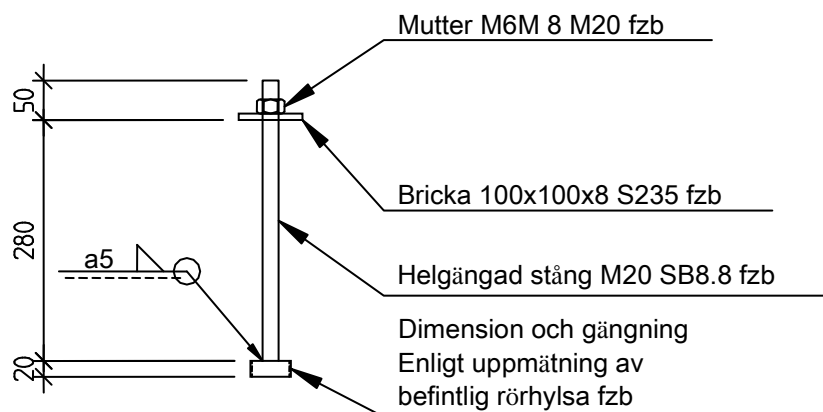 Mutter M6M 8 M20 fzb
50
Bricka 100x100x8 S235 fzb
280
a5
Helgängad stång M20 SB8.8 fzb
Dimension och gängning
Enligt uppmätning av
befintlig rörhylsa fzb
20